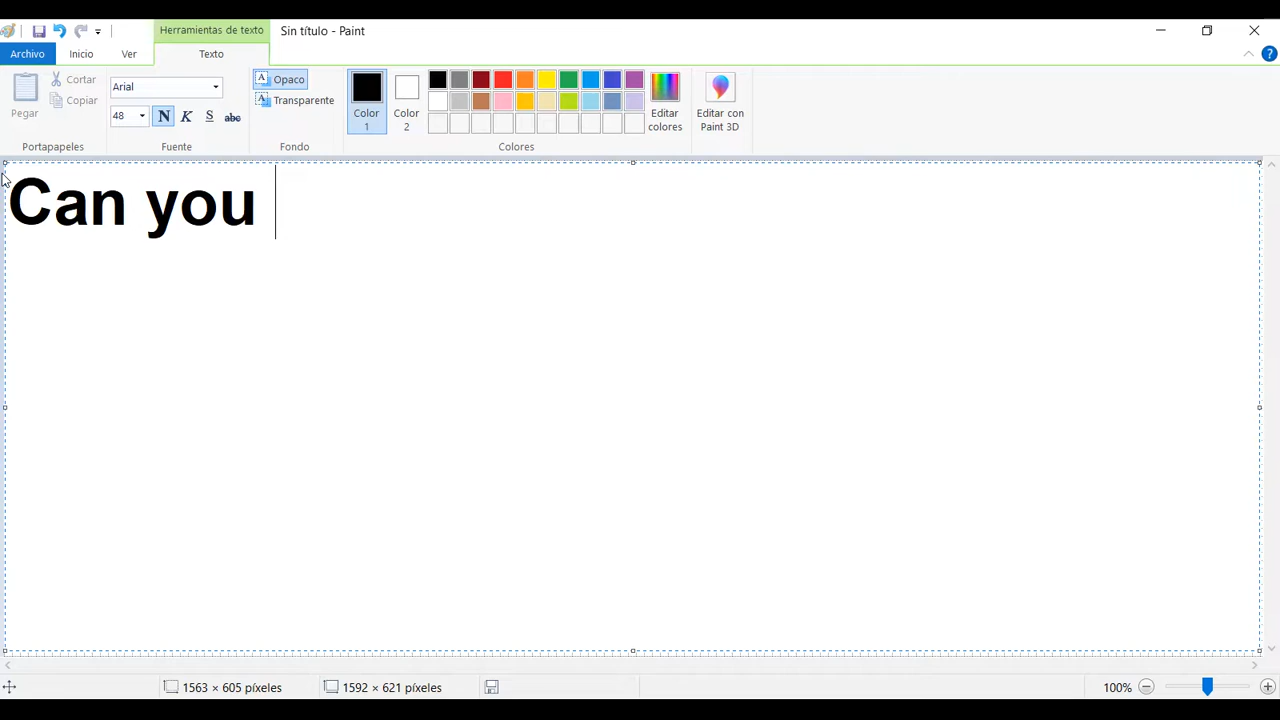 Herramientas de texto
Sin título - Paint
Archivo
Inicio
Ver
Texto
?
Pegar
Cortar
Copiar
Portapapeles
Arial
48
N K S abc
Fuente
A Opaco
A Transparente
Fondo
Color 1
Color 2
Editar colores
Colores
Editar con Paint 3D
Can you
1563 × 605 píxeles
1592 × 621 píxeles
100%